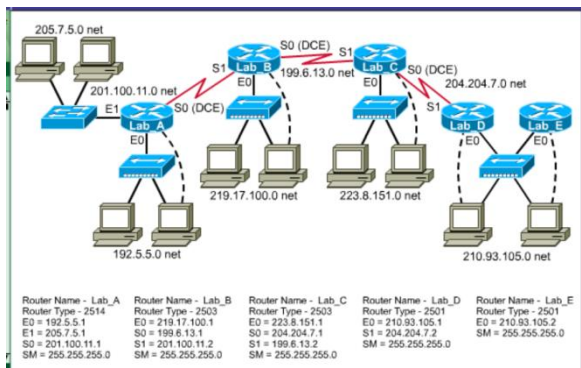 205.7.5.0 net
S0 (DCE)
S1
Lab_B
E0
199.6.13.0 net
S1
Lab_C
E0
S0 (DCE)
204.204.7.0 net
201.100.11.0 net
E1
S0 (DCE)
Lab_A
E0
S1
Lab_D
E0
Lab_E
E0
219.17.100.0 net
223.8.151.0 net
192.5.5.0 net
210.93.105.0 net
Router Name - Lab_A
Router Type - 2514
E0 = 192.5.5.1
E1 = 205.7.5.1
S0 = 201.100.11.1
SM = 255.255.255.0
Router Name - Lab_B
Router Type - 2503
E0 = 219.17.100.1
S0 = 199.6.13.1
S1 = 201.100.11.2
SM = 255.255.255.0
Router Name - Lab_C
Router Type - 2503
E0 = 223.8.151.1
S0 = 204.204.7.1
S1 = 199.6.13.2
SM = 255.255.255.0
Router Name - Lab_D
Router Type - 2501
E0 = 210.93.105.1
S1 = 204.204.7.2
SM = 255.255.255.0
Router Name - Lab_E
Router Type - 2501
E0 = 210.93.105.2
SM = 255.255.255.0